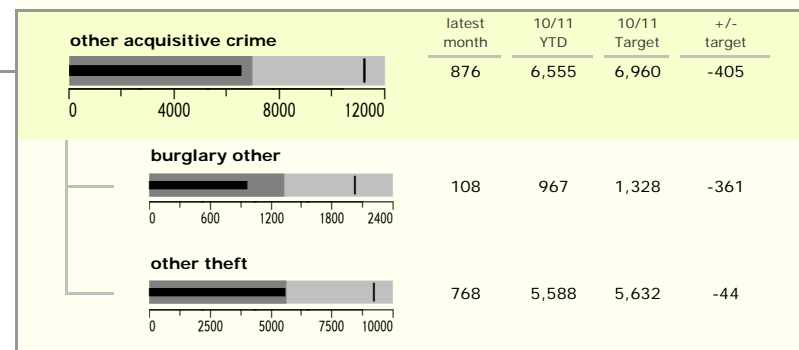 latest 10/11 10/11 +/-
month YTD Target target
other acquisitive crime
876 6,555 6,960 -405
0 4000 8000 12000
burglary other
108 967 1,328 -361
0 600 1200 1800 2400
other theft
768 5,588 5,632 -44
0 2500 5000 7500 10000